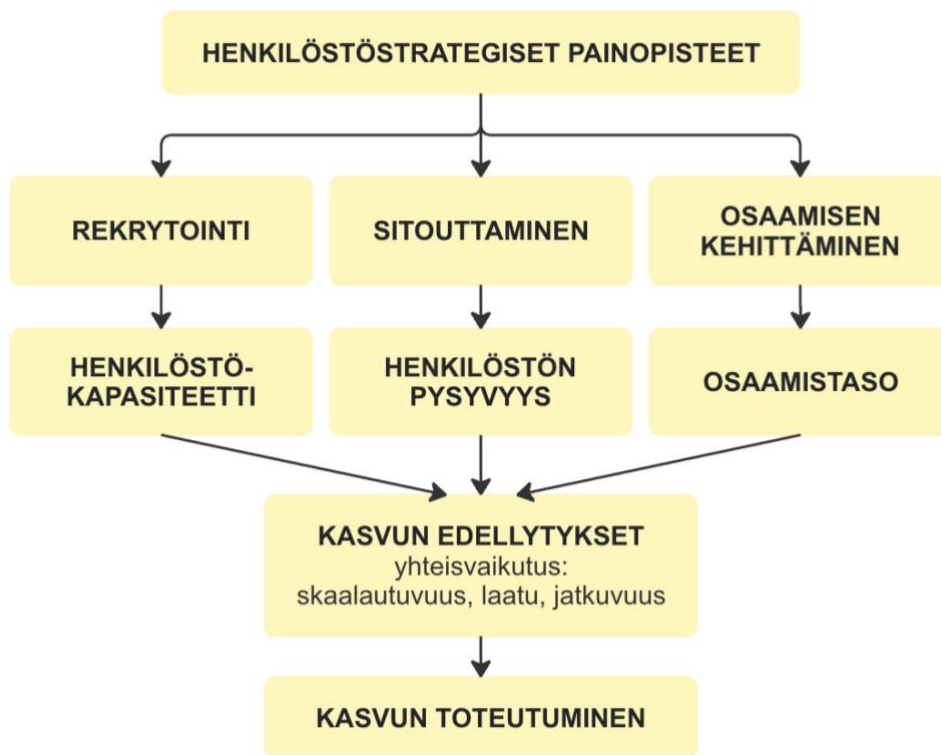 HENKILÖSTÖSTRATEGISET PAINOPISTEET
REKRYTOINTI
SITOUTTAMINEN
OSAAMISEN
KEHITTÄMINEN
HENKILÖSTÖ-
KAPASITEETTI
HENKILÖSTÖN
PYSYVYYS
OSAAMISTASO
KASVUN EDELLYTYKSET
yhteisvaikutus:
skaalautuvuus, laatu, jatkuvuus
KASVUN TOTEUTUMINEN